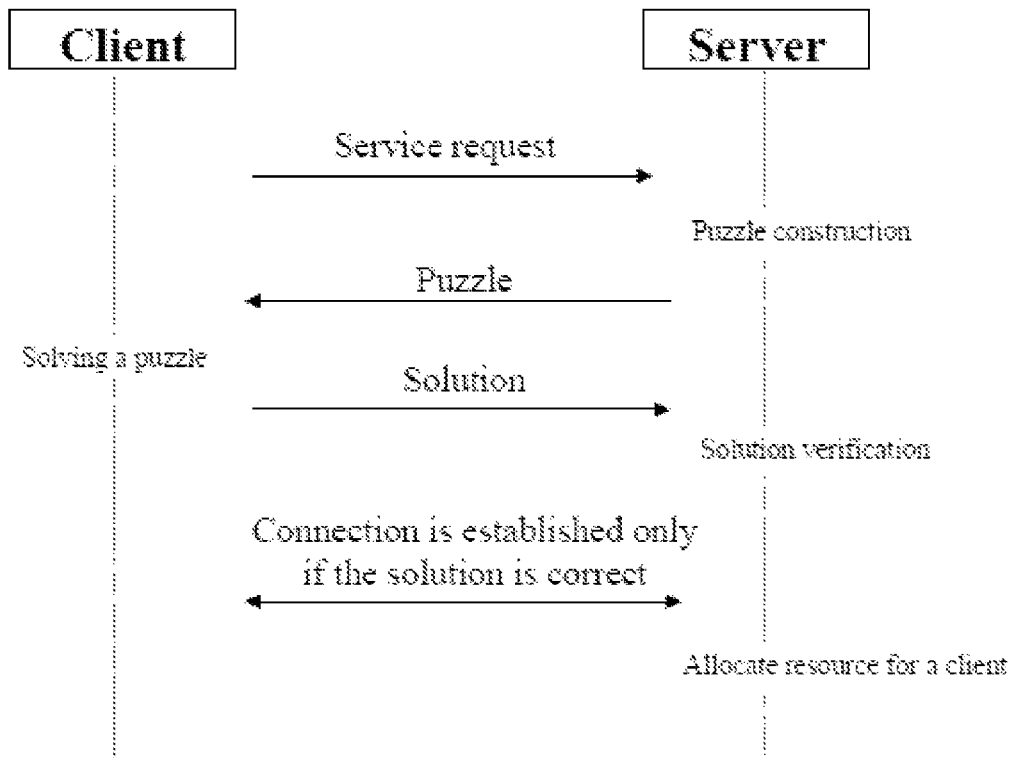 Client
Server
Service request
Puzzle construction
Puzzle
Solving a puzzle
Solution
Solution verification
Connection is established only
if the solution is correct
Allocate resource for a client